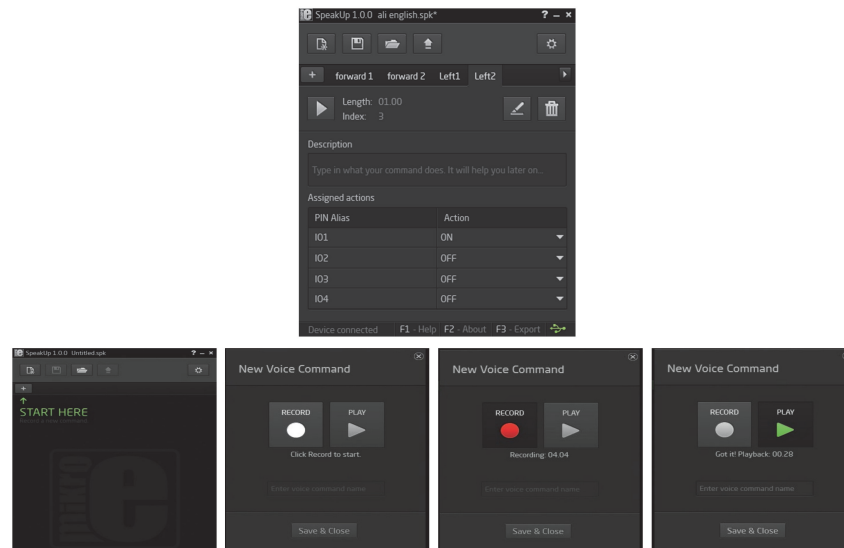 SpeakUp 1.0.0 ali english.spk* ? – ×
+ forward 1 forward 2 Left1 Left2
Length: 01.00
Index: 3
Description
Type in what your command does. It will help you later on...
Assigned actions
PIN Alias Action
IO1 ON
IO2 OFF
IO3 OFF
IO4 OFF
Device connected F1 - Help F2 - About F3 - Export
SpeakUp 1.0.0 Untitled.spk ? – ×
+
START HERE
Record a new command
mikro e
New Voice Command
RECORD PLAY
Click Record to start.
Enter voice command name
Save & Close
New Voice Command
RECORD PLAY
Recording: 04.04
Enter voice command name
Save & Close
New Voice Command
RECORD PLAY
Got it! Playback: 00.28
Enter voice command name
Save & Close